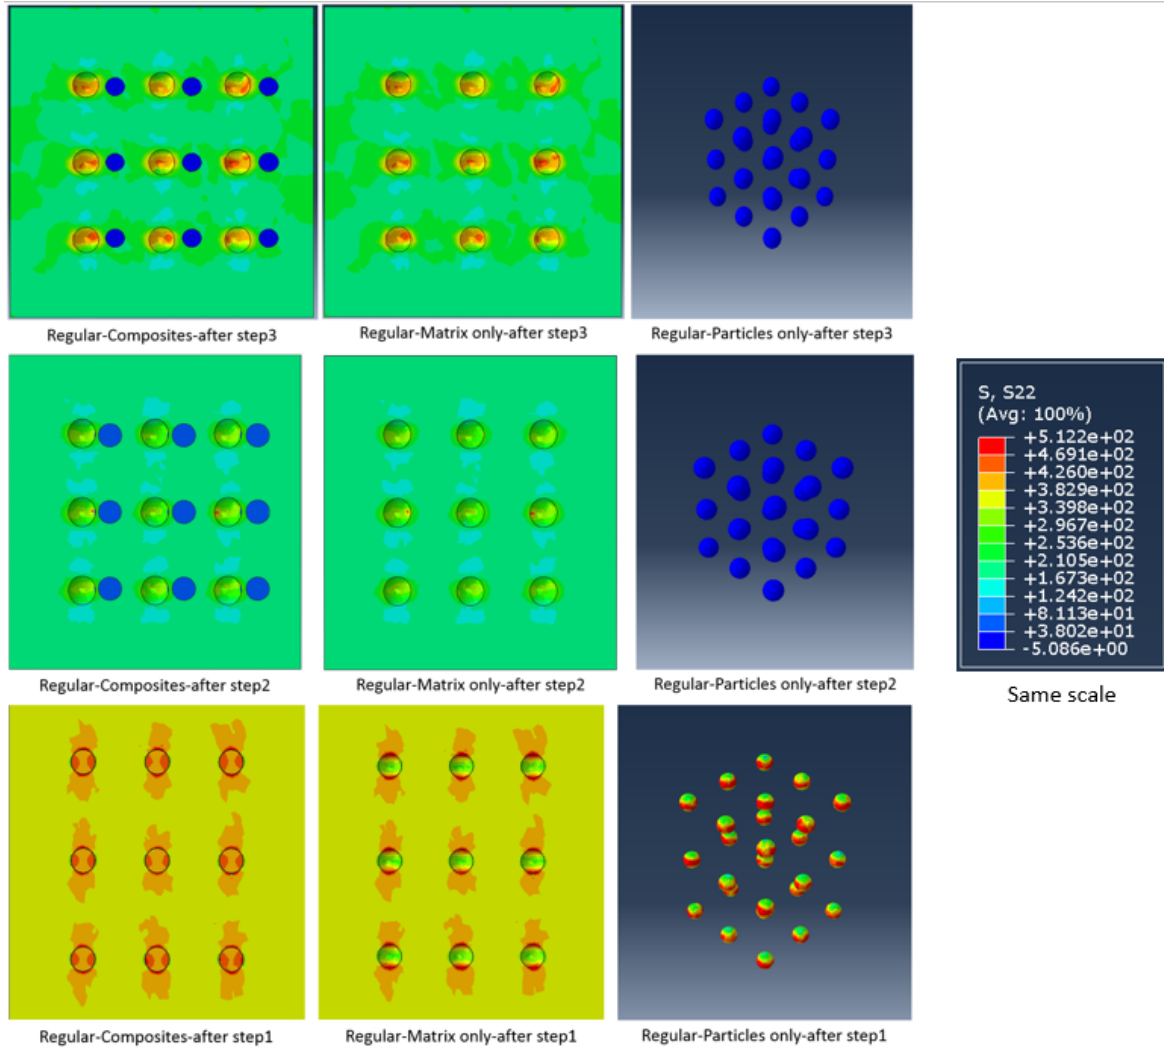 Regular-Composites-after step3
Regular-Matrix only-after step3
Regular-Particles only-after step3
Regular-Composites-after step2
Regular-Matrix only-after step2
Regular-Particles only-after step2
S, S22
(Avg: 100%)
+5.122e+02
+4.691e+02
+4.260e+02
+3.829e+02
+3.398e+02
+2.967e+02
+2.536e+02
+2.105e+02
+1.673e+02
+1.242e+02
+8.113e+01
+3.802e+01
-5.086e+00
Same scale
Regular-Composites-after step1
Regular-Matrix only-after step1
Regular-Particles only-after step1